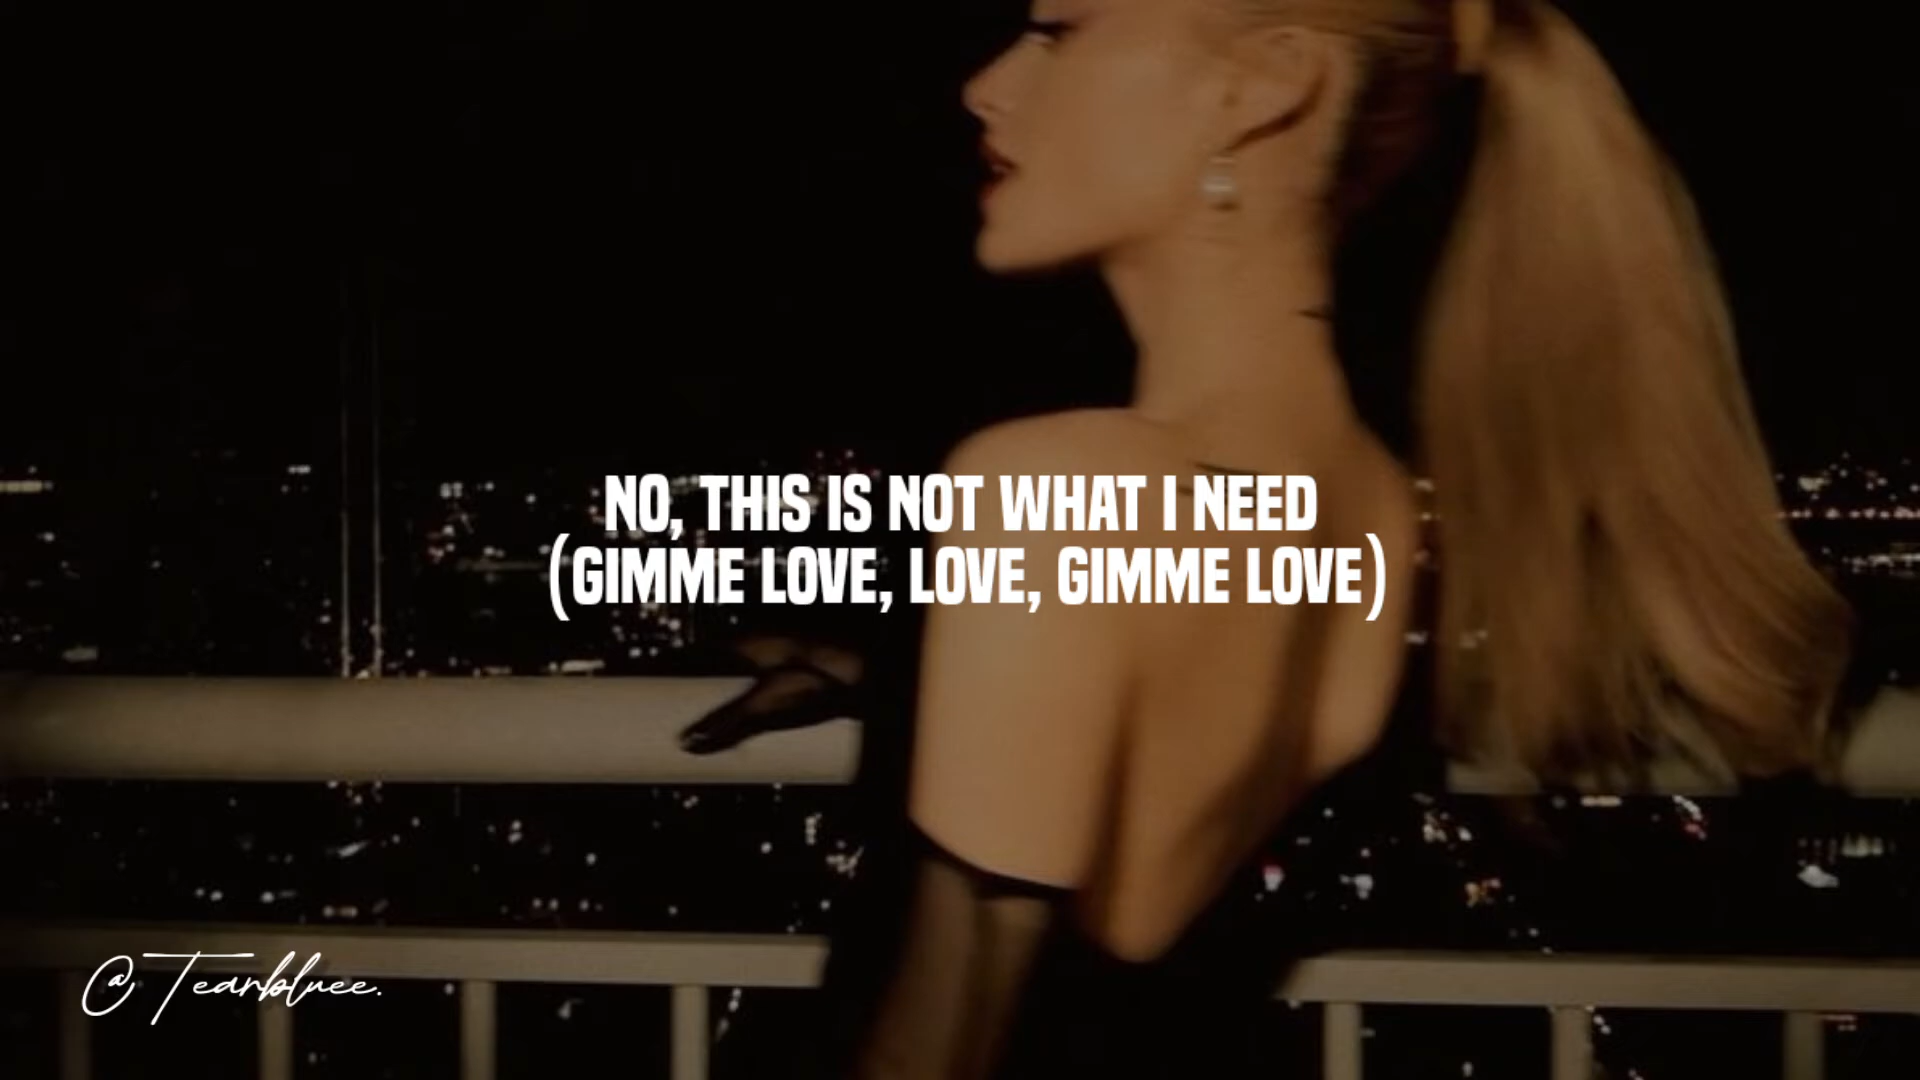 NO, THIS IS NOT WHAT I NEED
(GIMME LOVE, LOVE, GIMME LOVE)
@Tearbluee.